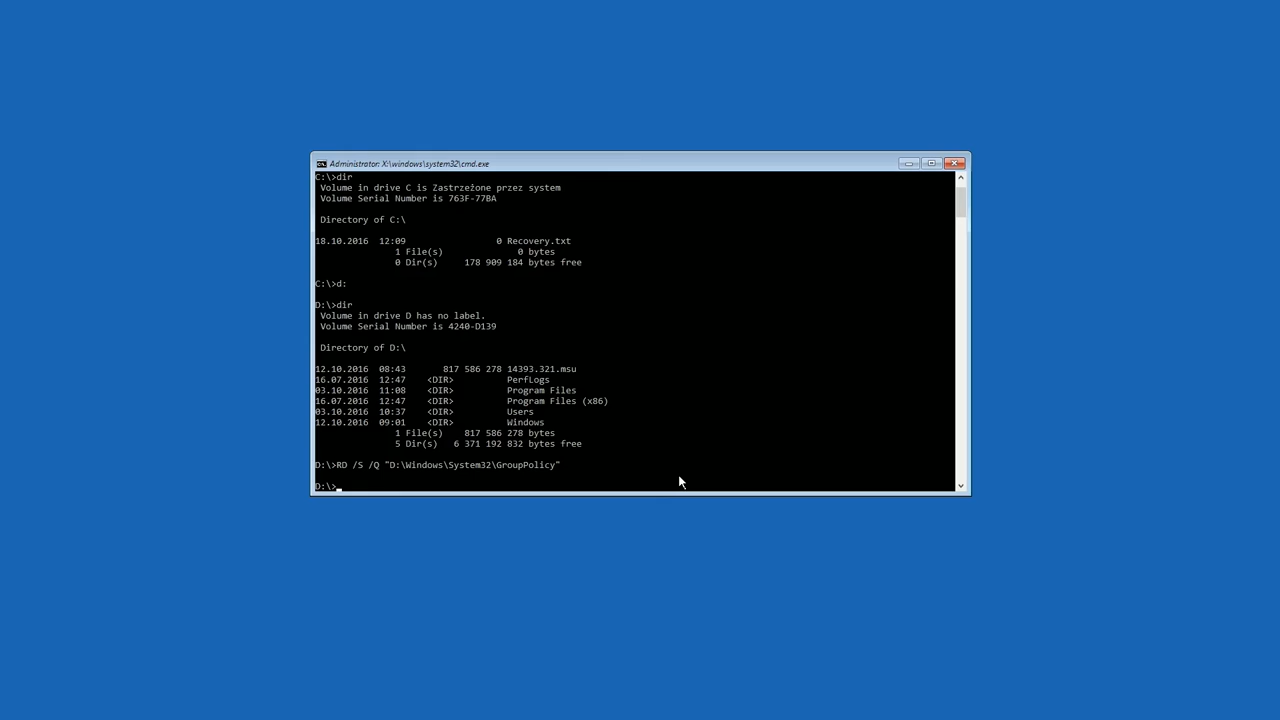 Administrator: X:\windows\system32\cmd.exe
C:\>dir
Volume in drive C is Zastrzeżone przez system
Volume Serial Number is 763F-77BA
Directory of C:\
18.10.2016 12:09 0 Recovery.txt
1 File(s) 0 bytes
0 Dir(s) 178 909 184 bytes free
C:\>d:
D:\>dir
Volume in drive D has no label.
Volume Serial Number is 4240-D139
Directory of D:\
12.10.2016 08:43 817 586 278 14393.321.msu
16.07.2016 12:47 <DIR> PerfLogs
03.10.2016 11:08 <DIR> Program Files
16.07.2016 12:47 <DIR> Program Files (x86)
03.10.2016 10:37 <DIR> Users
12.10.2016 09:01 <DIR> Windows
1 File(s) 817 586 278 bytes
5 Dir(s) 6 371 192 832 bytes free
D:\>RD /S /Q "D:\Windows\System32\GroupPolicy"
D:\>